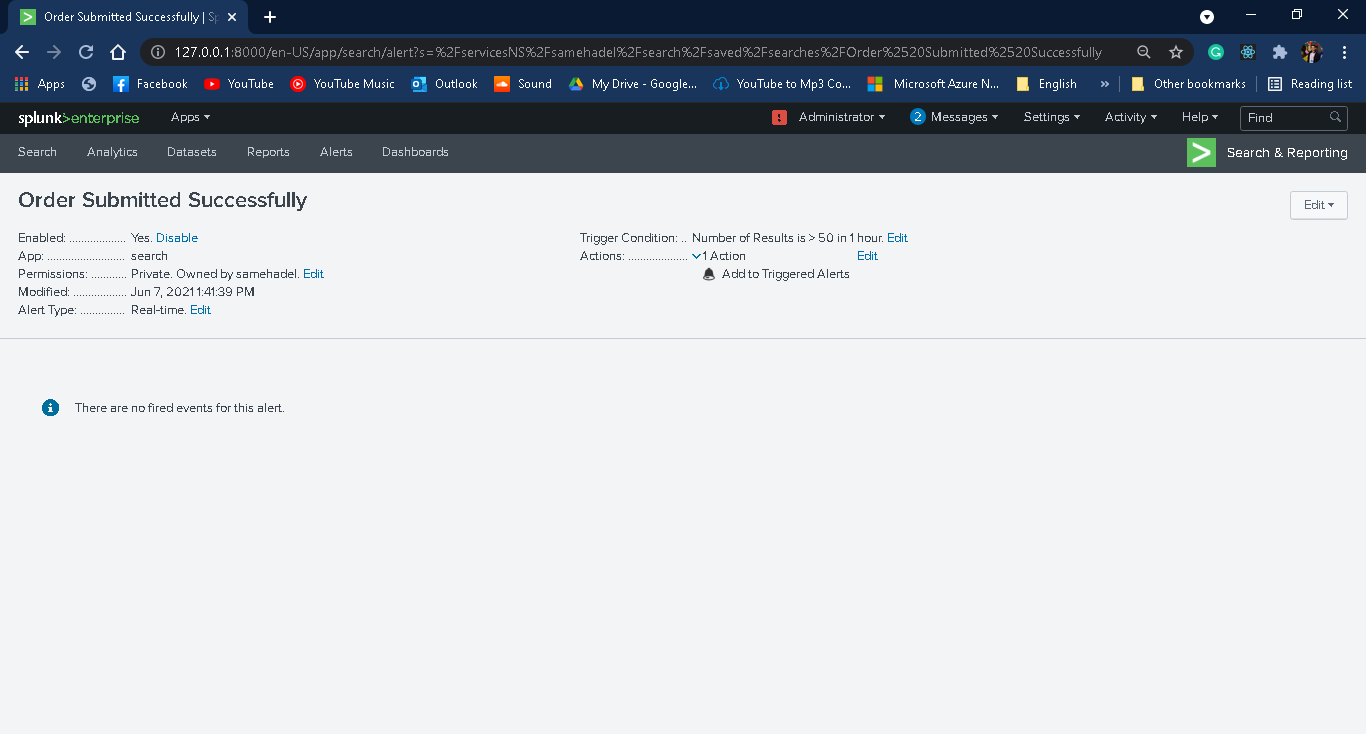 Order Submitted Successfully | Sp
127.0.0.1:8000/en-US/app/search/alert?s=%2FservicesNS%2Fsamehadel%2Fsearch%2Fsaved%2Fsearches%2FOrder%2520Submitted%2520Successfully
Apps Facebook YouTube YouTube Music Outlook Sound My Drive - Google... YouTube to Mp3 Co... Microsoft Azure N... English » Other bookmarks Reading list
splunk>enterprise Apps ! Administrator 2 Messages Settings Activity Help Find
Search Analytics Datasets Reports Alerts Dashboards > Search & Reporting
Order Submitted Successfully Edit
Enabled: ................... Yes. Disable Trigger Condition: .. Number of Results is > 50 in 1 hour. Edit
App: .......................... search Actions: .................... 1 Action Edit
Permissions: ............ Private. Owned by samehadel. Edit Add to Triggered Alerts
Modified: .................. Jun 7, 2021 1:41:39 PM
Alert Type: ............... Real-time. Edit
There are no fired events for this alert.